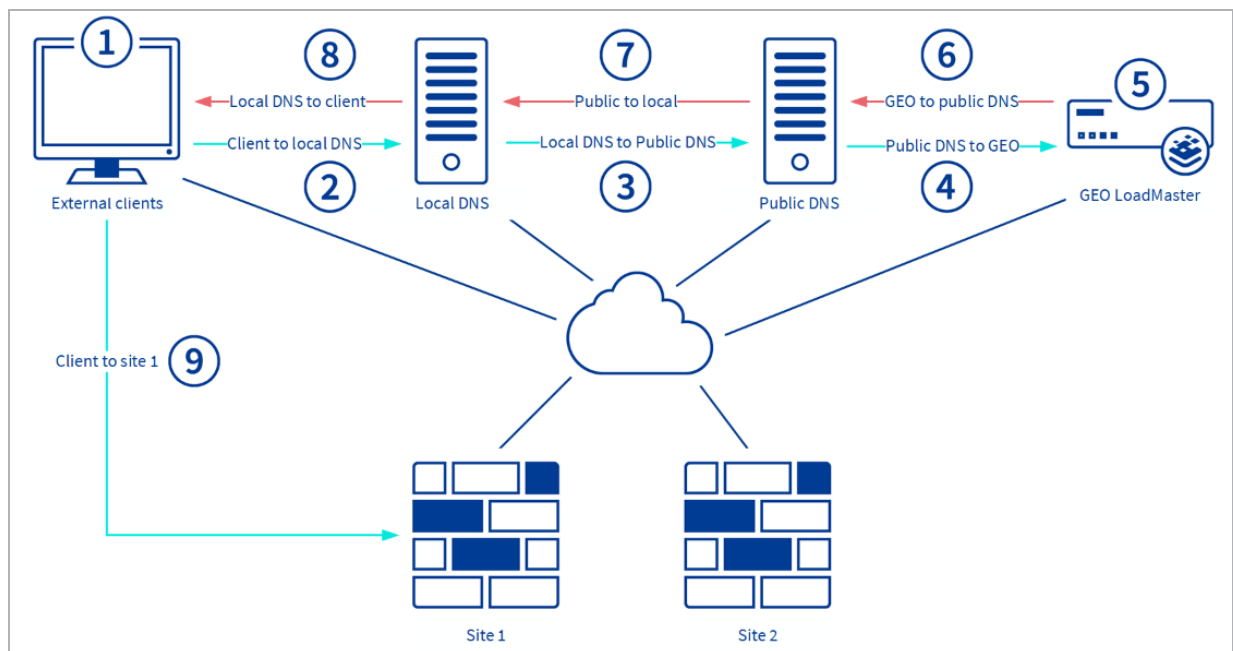 1
8
7
6
5
Local DNS to client
Public to local
GEO to public DNS
Client to local DNS
Local DNS to Public DNS
Public DNS to GEO
2
3
4
External clients
Local DNS
Public DNS
GEO LoadMaster
Client to site 1
9
Site 1
Site 2